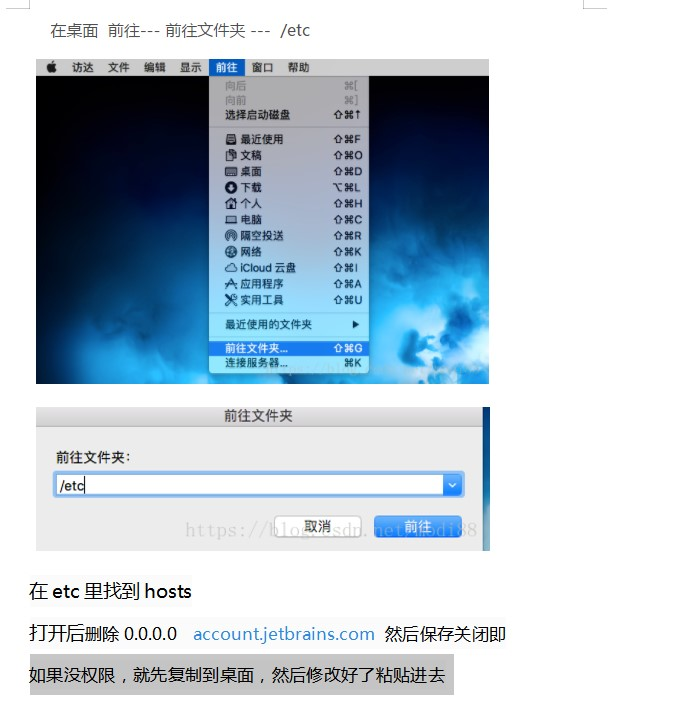 在桌面 前往--- 前往文件夹 --- /etc
访达 文件 编辑 显示 前往 窗口 帮助
向后 ⌘[
向前 ⌘]
选择启动磁盘 ⇧⌘↑
最近使用 ⇧⌘F
文稿 ⇧⌘O
桌面 ⇧⌘D
下载 ⌥⌘L
个人 ⇧⌘H
电脑 ⇧⌘C
隔空投送 ⇧⌘R
网络 ⇧⌘K
iCloud 云盘 ⇧⌘I
应用程序 ⇧⌘A
实用工具 ⇧⌘U
最近使用的文件夹
前往文件夹... ⇧⌘G
连接服务器... ⌘K
前往文件夹
前往文件夹：
/etc
取消 前往
在 etc 里找到 hosts
打开后删除 0.0.0.0 account.jetbrains.com 然后保存关闭即
如果没权限，就先复制到桌面，然后修改好了粘贴进去